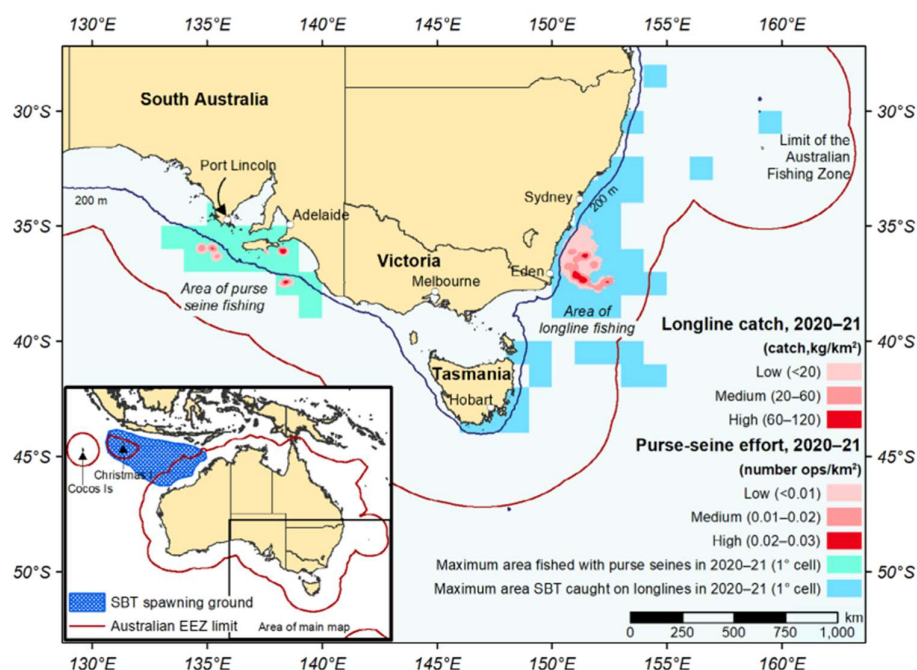 130°E 135°E 140°E 145°E 150°E 155°E 160°E
30°S
35°S
40°S
45°S
50°S
South Australia
Port Lincoln
Adelaide
200 m
Area of purse
seine fishing
Victoria
Melbourne
Sydney
200 m
Eden
Area of
longline fishing
Tasmania
Hobart
Limit of the
Australian
Fishing Zone
Longline catch, 2020–21
(catch,kg/km²)
Low (<20)
Medium (20–60)
High (60–120)
Purse-seine effort, 2020–21
(number ops/km²)
Low (<0.01)
Medium (0.01–0.02)
High (0.02–0.03)
Maximum area fished with purse seines in 2020–21 (1° cell)
Maximum area SBT caught on longlines in 2020–21 (1° cell)
km
0 250 500 750 1,000
Christmas I
Cocos Is
SBT spawning ground
Australian EEZ limit
Area of main map
30°S
35°S
40°S
45°S
50°S
130°E 135°E 140°E 145°E 150°E 155°E 160°E